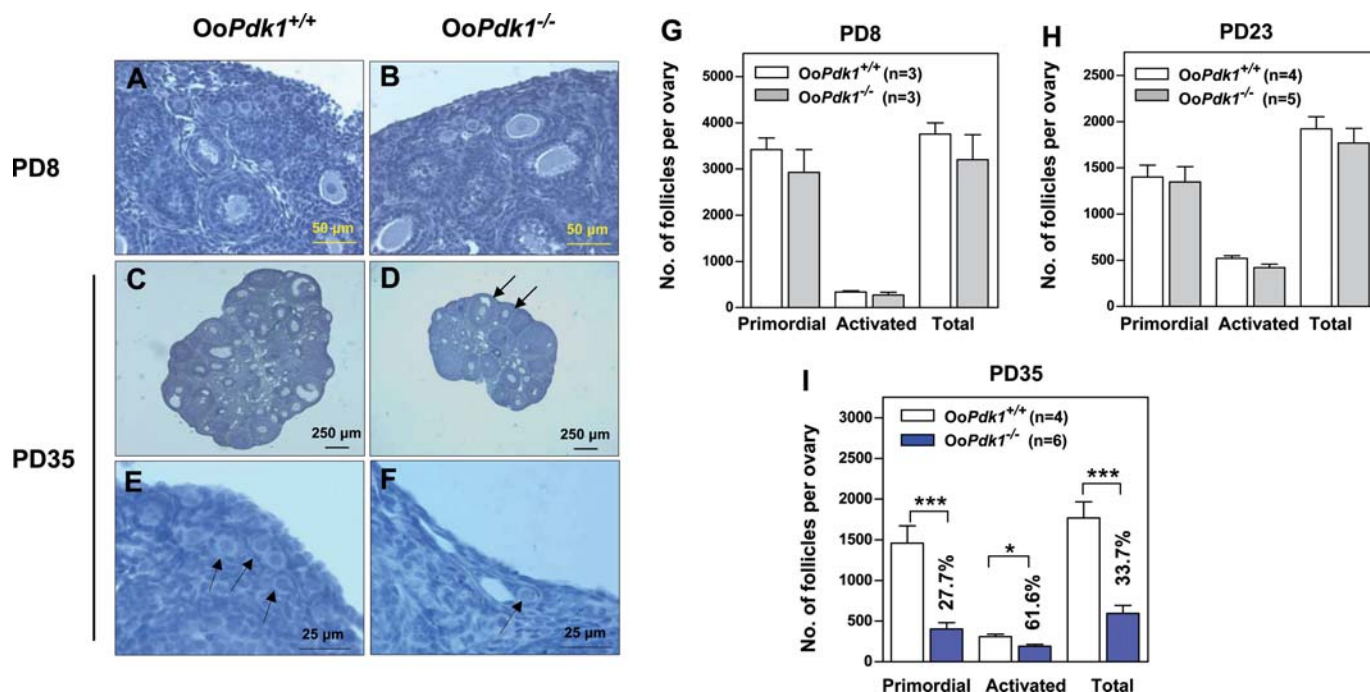 OoPdk1+/+
OoPdk1-/-
PD8
A
50 µm
B
50 µm
PD35
C
250 µm
D
250 µm
E
25 µm
F
25 µm
G
PD8
No. of follicles per ovary
5000
4000
3000
2000
1000
0
OoPdk1+/+ (n=3)
OoPdk1-/- (n=3)
Primordial Activated Total
H
PD23
No. of follicles per ovary
2500
2000
1500
1000
500
0
OoPdk1+/+ (n=4)
OoPdk1-/- (n=5)
Primordial Activated Total
I
PD35
No. of follicles per ovary
3000
2500
2000
1500
1000
500
0
OoPdk1+/+ (n=4)
OoPdk1-/- (n=6)
***
27.7%
*
61.6%
***
33.7%
Primordial Activated Total